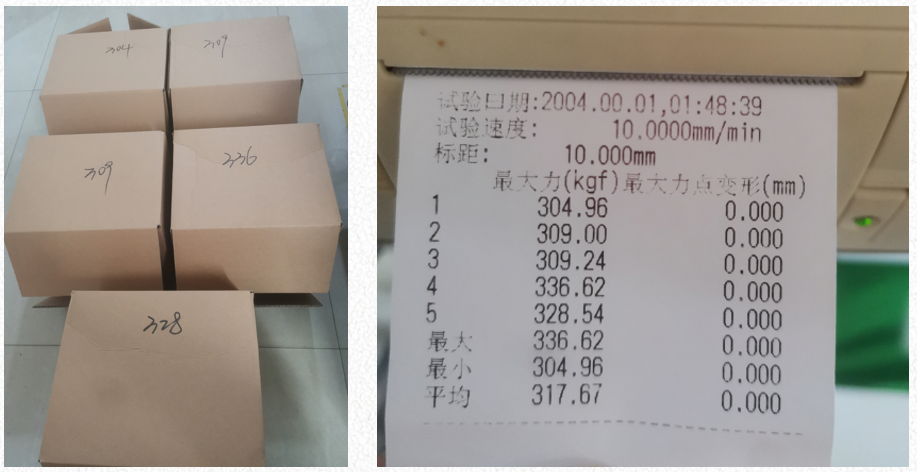 304
309
309
336
328
试验日期:2004.00.01,01:48:39
试验速度: 10.0000mm/min
标距: 10.000mm
最大力(kgf)最大力点变形(mm)
1 304.96 0.000
2 309.00 0.000
3 309.24 0.000
4 336.62 0.000
5 328.54 0.000
最大 336.62 0.000
最小 304.96 0.000
平均 317.67 0.000